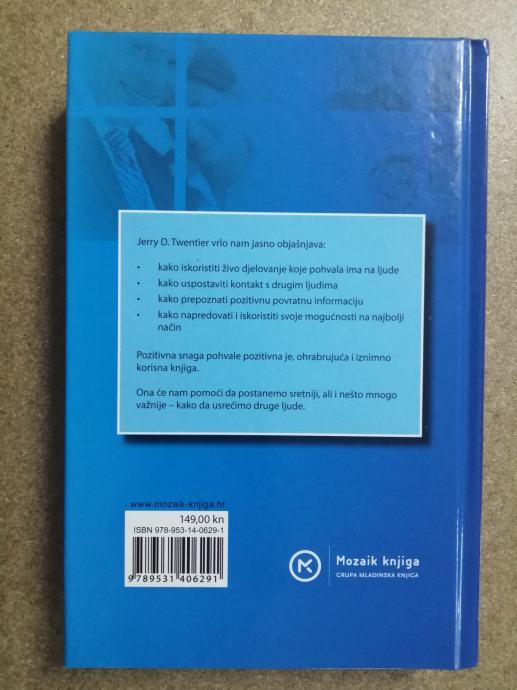 Jerry D. Twentier vrlo nam jasno objašnjava:
• kako iskoristiti živo djelovanje koje pohvala ima na ljude
• kako uspostaviti kontakt s drugim ljudima
• kako prepoznati pozitivnu povratnu informaciju
• kako napredovati i iskoristiti svoje mogućnosti na najbolji
način
Pozitivna snaga pohvale pozitivna je, ohrabrujuća i iznimno
korisna knjiga.
Ona će nam pomoći da postanemo sretniji, ali i nešto mnogo
važnije – kako da usrećimo druge ljude.
www.mozaik-knjiga.hr
149,00 kn
ISBN 978-953-14-0629-1
9 789531 406291
Mozaik knjiga
GRUPA MLADINSKA KNJIGA